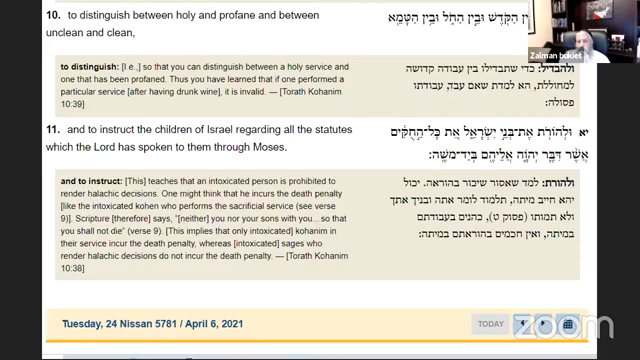 10. to distinguish between holy and profane and between
unclean and clean,
הַקֹּדֶשׁ וּבֵין הַחֹל וּבֵין הַטָּמֵא
Zalman bukiet
to distinguish: [I.e.,] so that you can distinguish between a holy service and
one that has been profaned. Thus you have learned that if one performed a
particular service [after having drunk wine], it is invalid. — [Torath Kohanim
10:39]
ולהבדיל: כדי שתבדילו בין עבודה קדושה
למחוללת, הא למדת שאם עבד, עבודתו
פסולה:
11. and to instruct the children of Israel regarding all the statutes
which the Lord has spoken to them through Moses.
יא וּלְהוֹרֹת אֶת־בְּנֵי יִשְׂרָאֵל אֵת כָּל־הַחֻקִּים
אֲשֶׁר דִּבֶּר יְהֹוָה אֲלֵיהֶם בְּיַד־משֶׁה:
and to instruct: [This] teaches that an intoxicated person is prohibited to
render halachic decisions. One might think that he incurs the death penalty
[like the intoxicated kohen who performs the sacrificial service (see verse
9)]. Scripture [therefore] says, “[neither] you nor your sons with you…so that
you shall not die” (verse 9). [This implies that only intoxicated] kohanim in
their service incur the death penalty, whereas [intoxicated] sages who
render halachic decisions do not incur the death penalty. — [Torath Kohanim
10:38]
ולהורת: למד שאסור שיכור בהוראה. יכול
יהא חייב מיתה, תלמוד לומר אתה ובניך אתך
ולא תמותו (פסוק ט), כהנים בעבודתם
במיתה, ואין חכמים בהוראתם במיתה:
Tuesday, 24 Nissan 5781 / April 6, 2021
TODAY
zoom